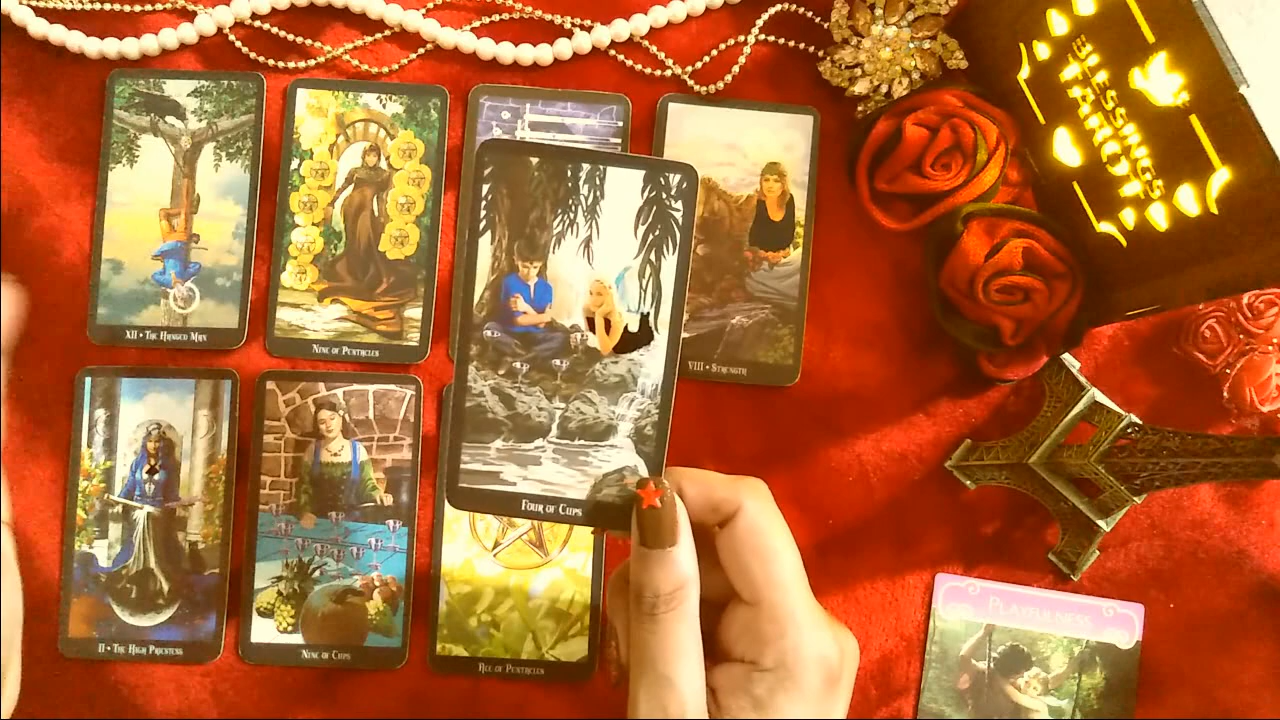 BLESSINGS
TAROT
XII • The Hanged Man
Nine of Pentacles
VIII • Strength
Four of Cups
II • The High Priestess
Nine of Cups
Ace of Pentacles
PLAYFULNESS